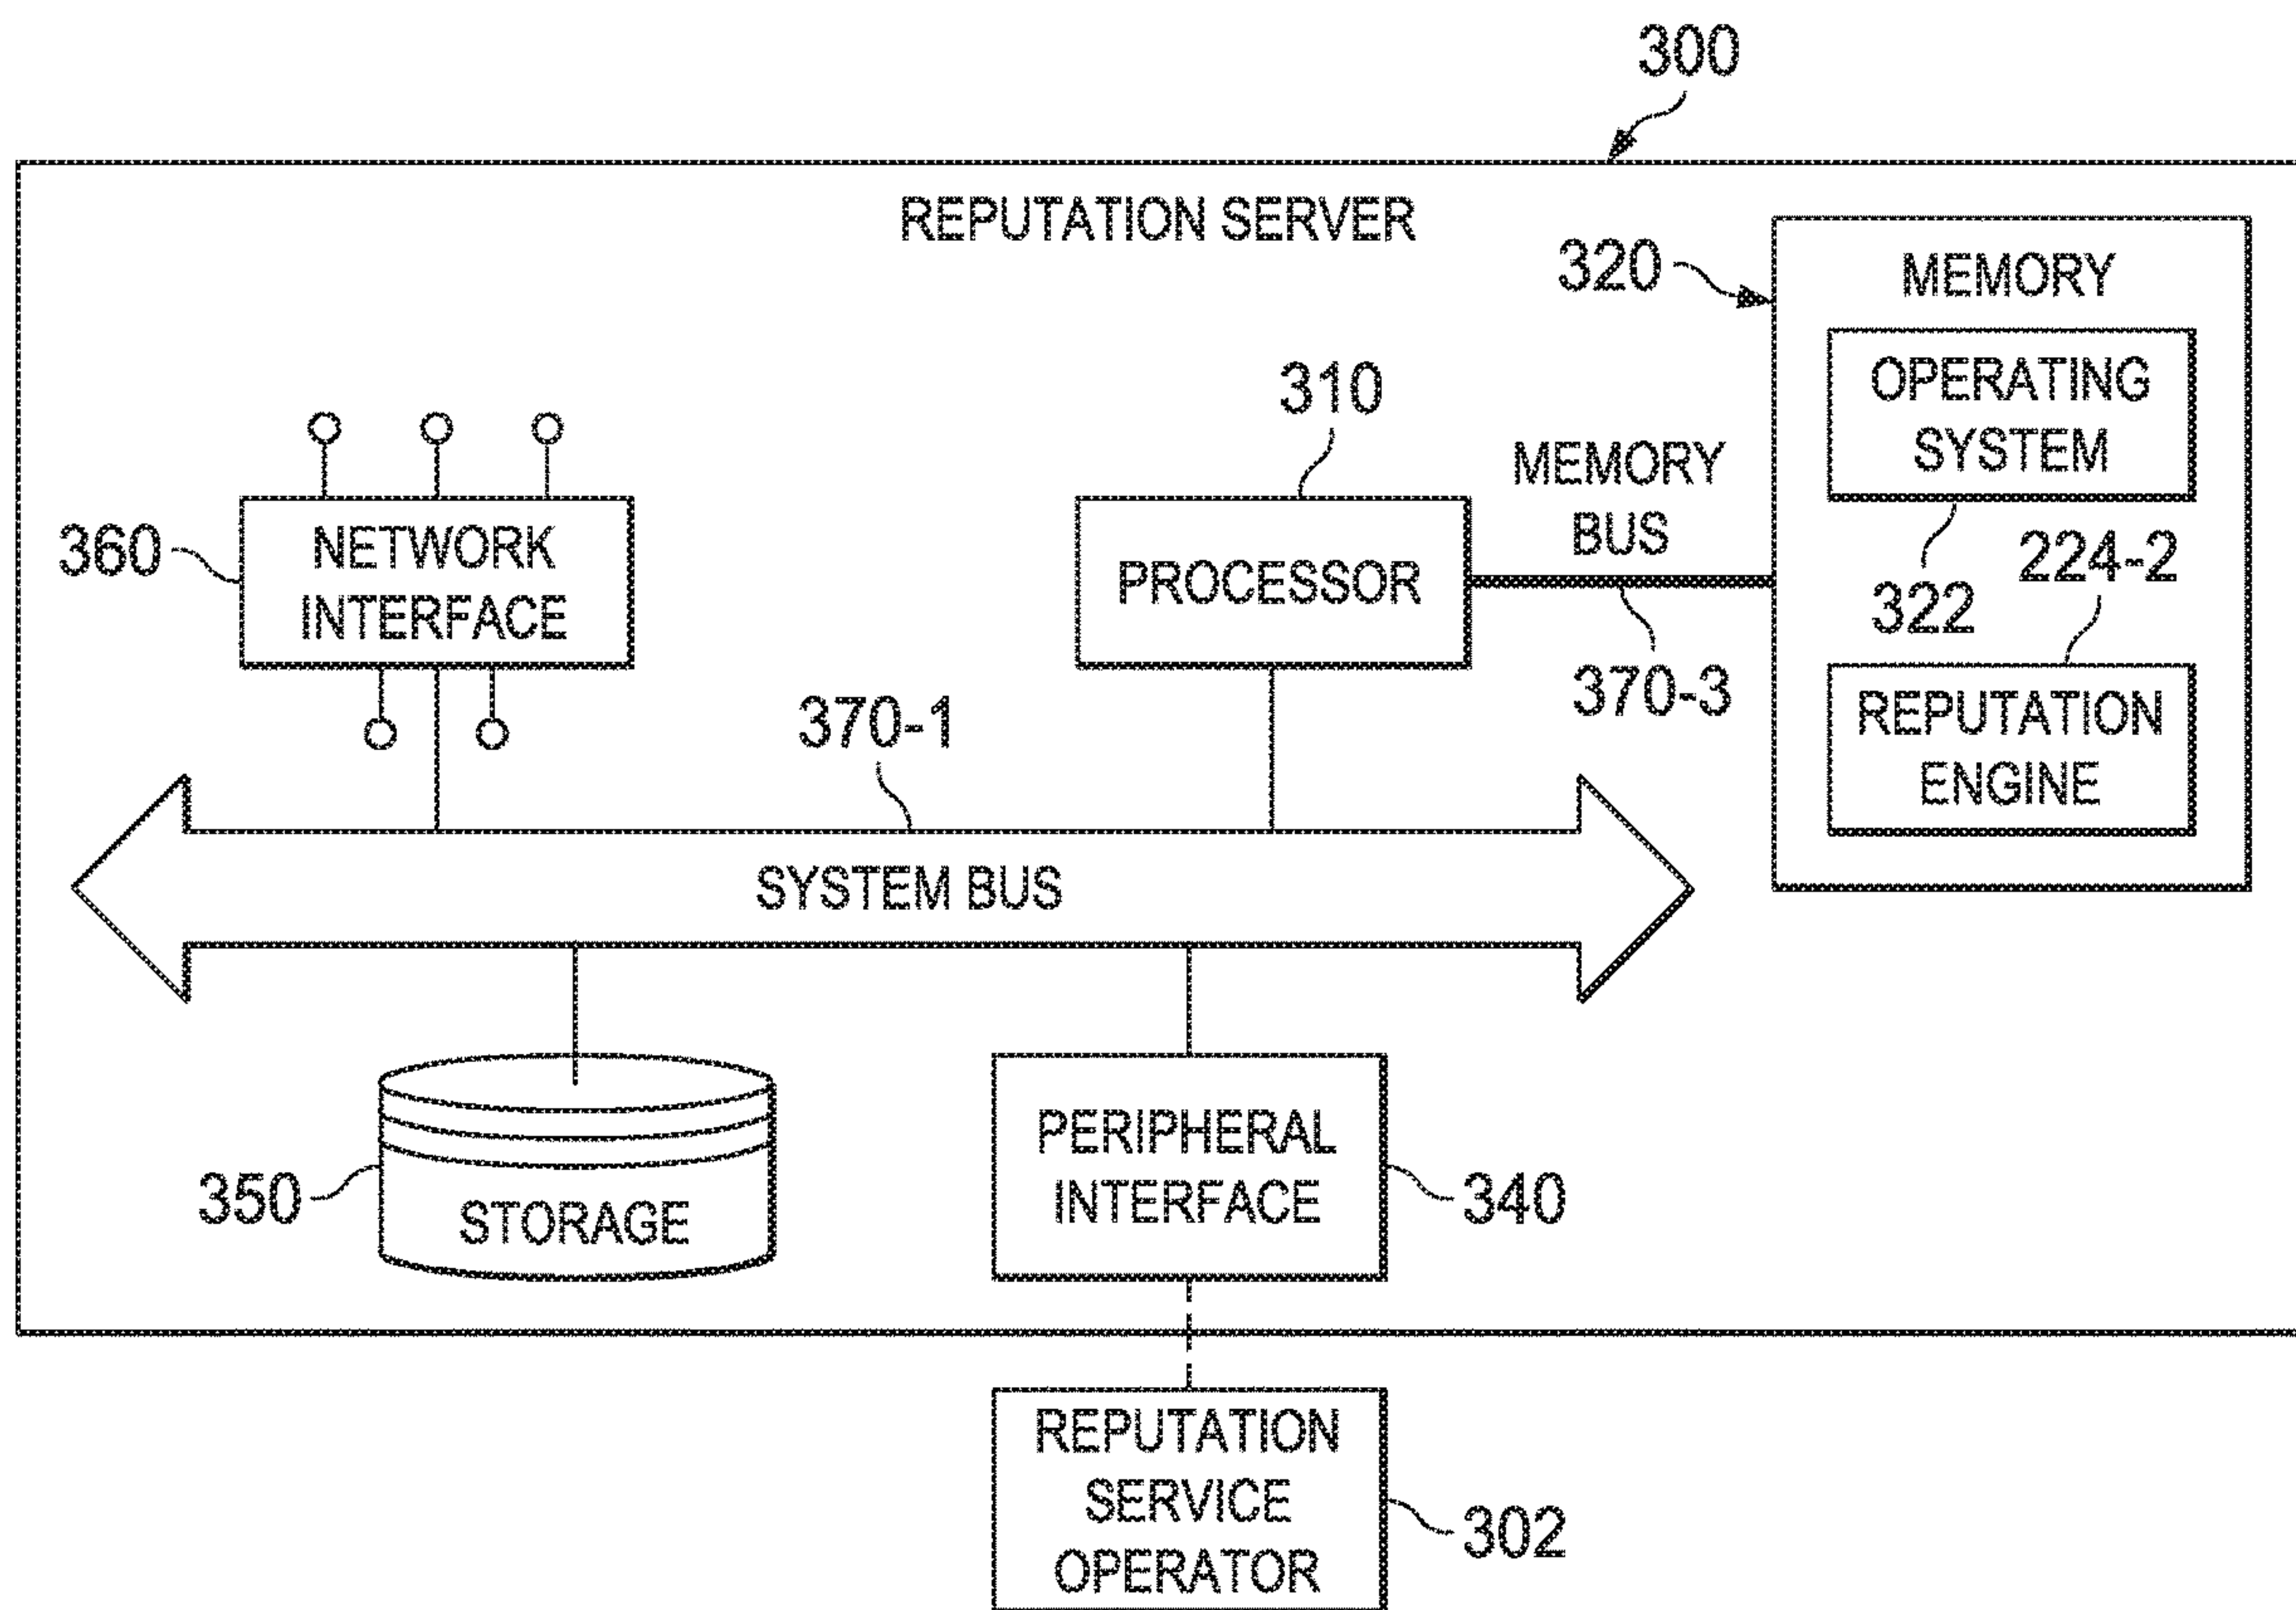 300
REPUTATION SERVER
320
MEMORY
OPERATING
SYSTEM
322
224-2
REPUTATION
ENGINE
310
PROCESSOR
MEMORY
BUS
370-3
360
NETWORK
INTERFACE
370-1
SYSTEM BUS
350
STORAGE
PERIPHERAL
INTERFACE
340
REPUTATION
SERVICE
OPERATOR
302